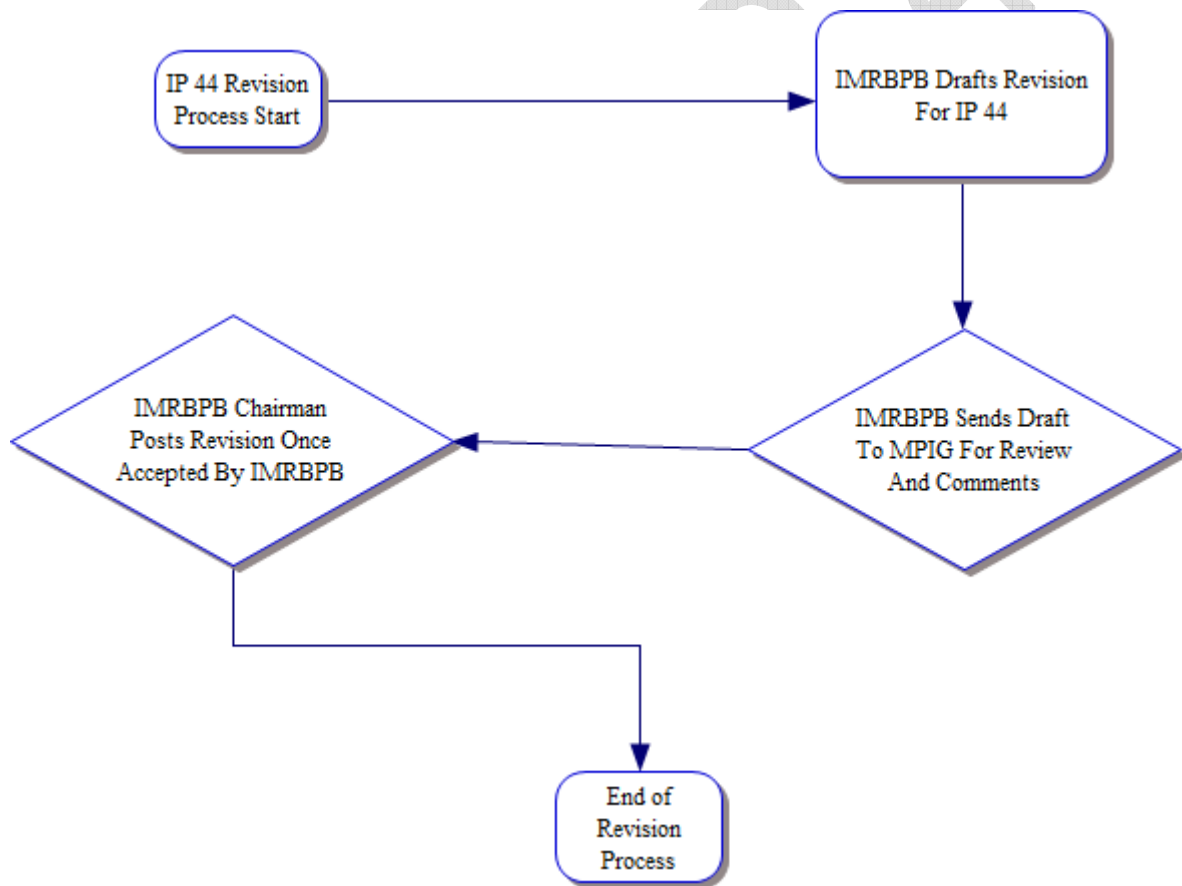 IP 44 Revision
Process Start
IMRBPB Drafts Revision
For IP 44
IMRBPB Sends Draft
To MPIG For Review
And Comments
IMRBPB Chairman
Posts Revision Once
Accepted By IMRBPB
End of
Revision
Process